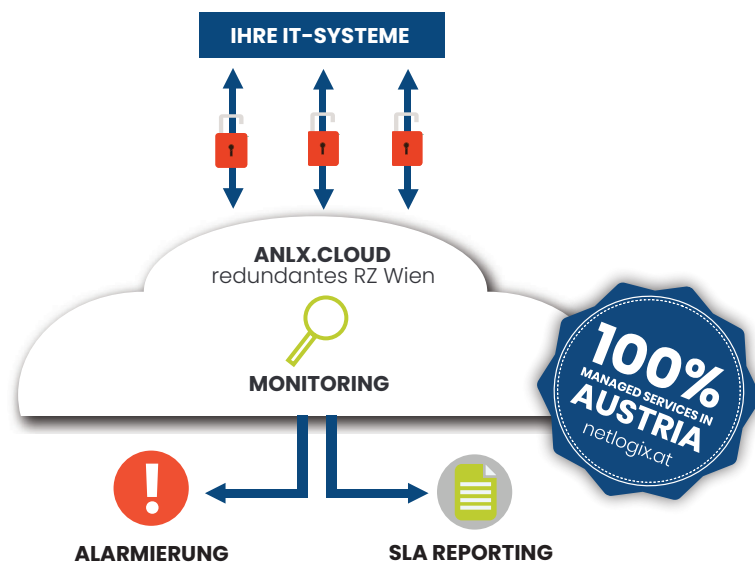 IHRE IT-SYSTEME
ANLX.CLOUD
redundantes RZ Wien
MONITORING
100%
MANAGED SERVICES IN
AUSTRIA
netlogix.at
ALARMIERUNG
SLA REPORTING